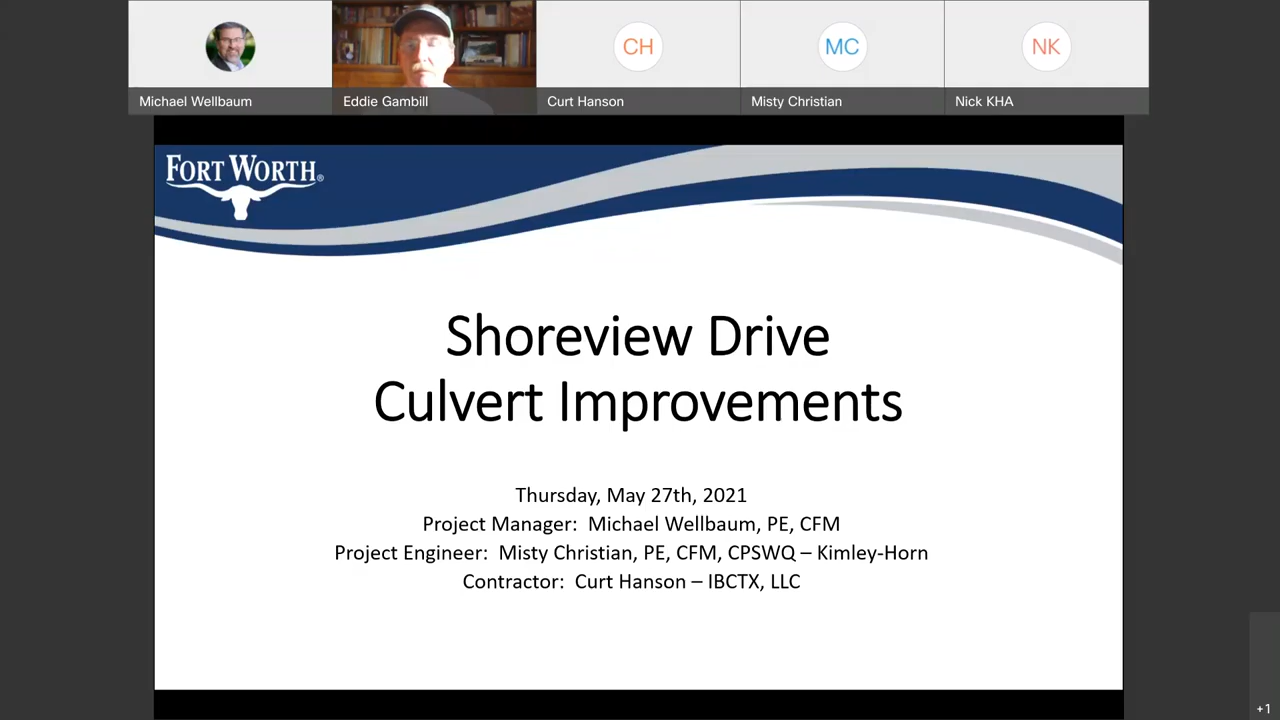 CH
MC
NK
Michael Wellbaum
Eddie Gambill
Curt Hanson
Misty Christian
Nick KHA
FORT WORTH®
Shoreview Drive
Culvert Improvements
Thursday, May 27th, 2021
Project Manager: Michael Wellbaum, PE, CFM
Project Engineer: Misty Christian, PE, CFM, CPSWQ – Kimley-Horn
Contractor: Curt Hanson – IBCTX, LLC
+1